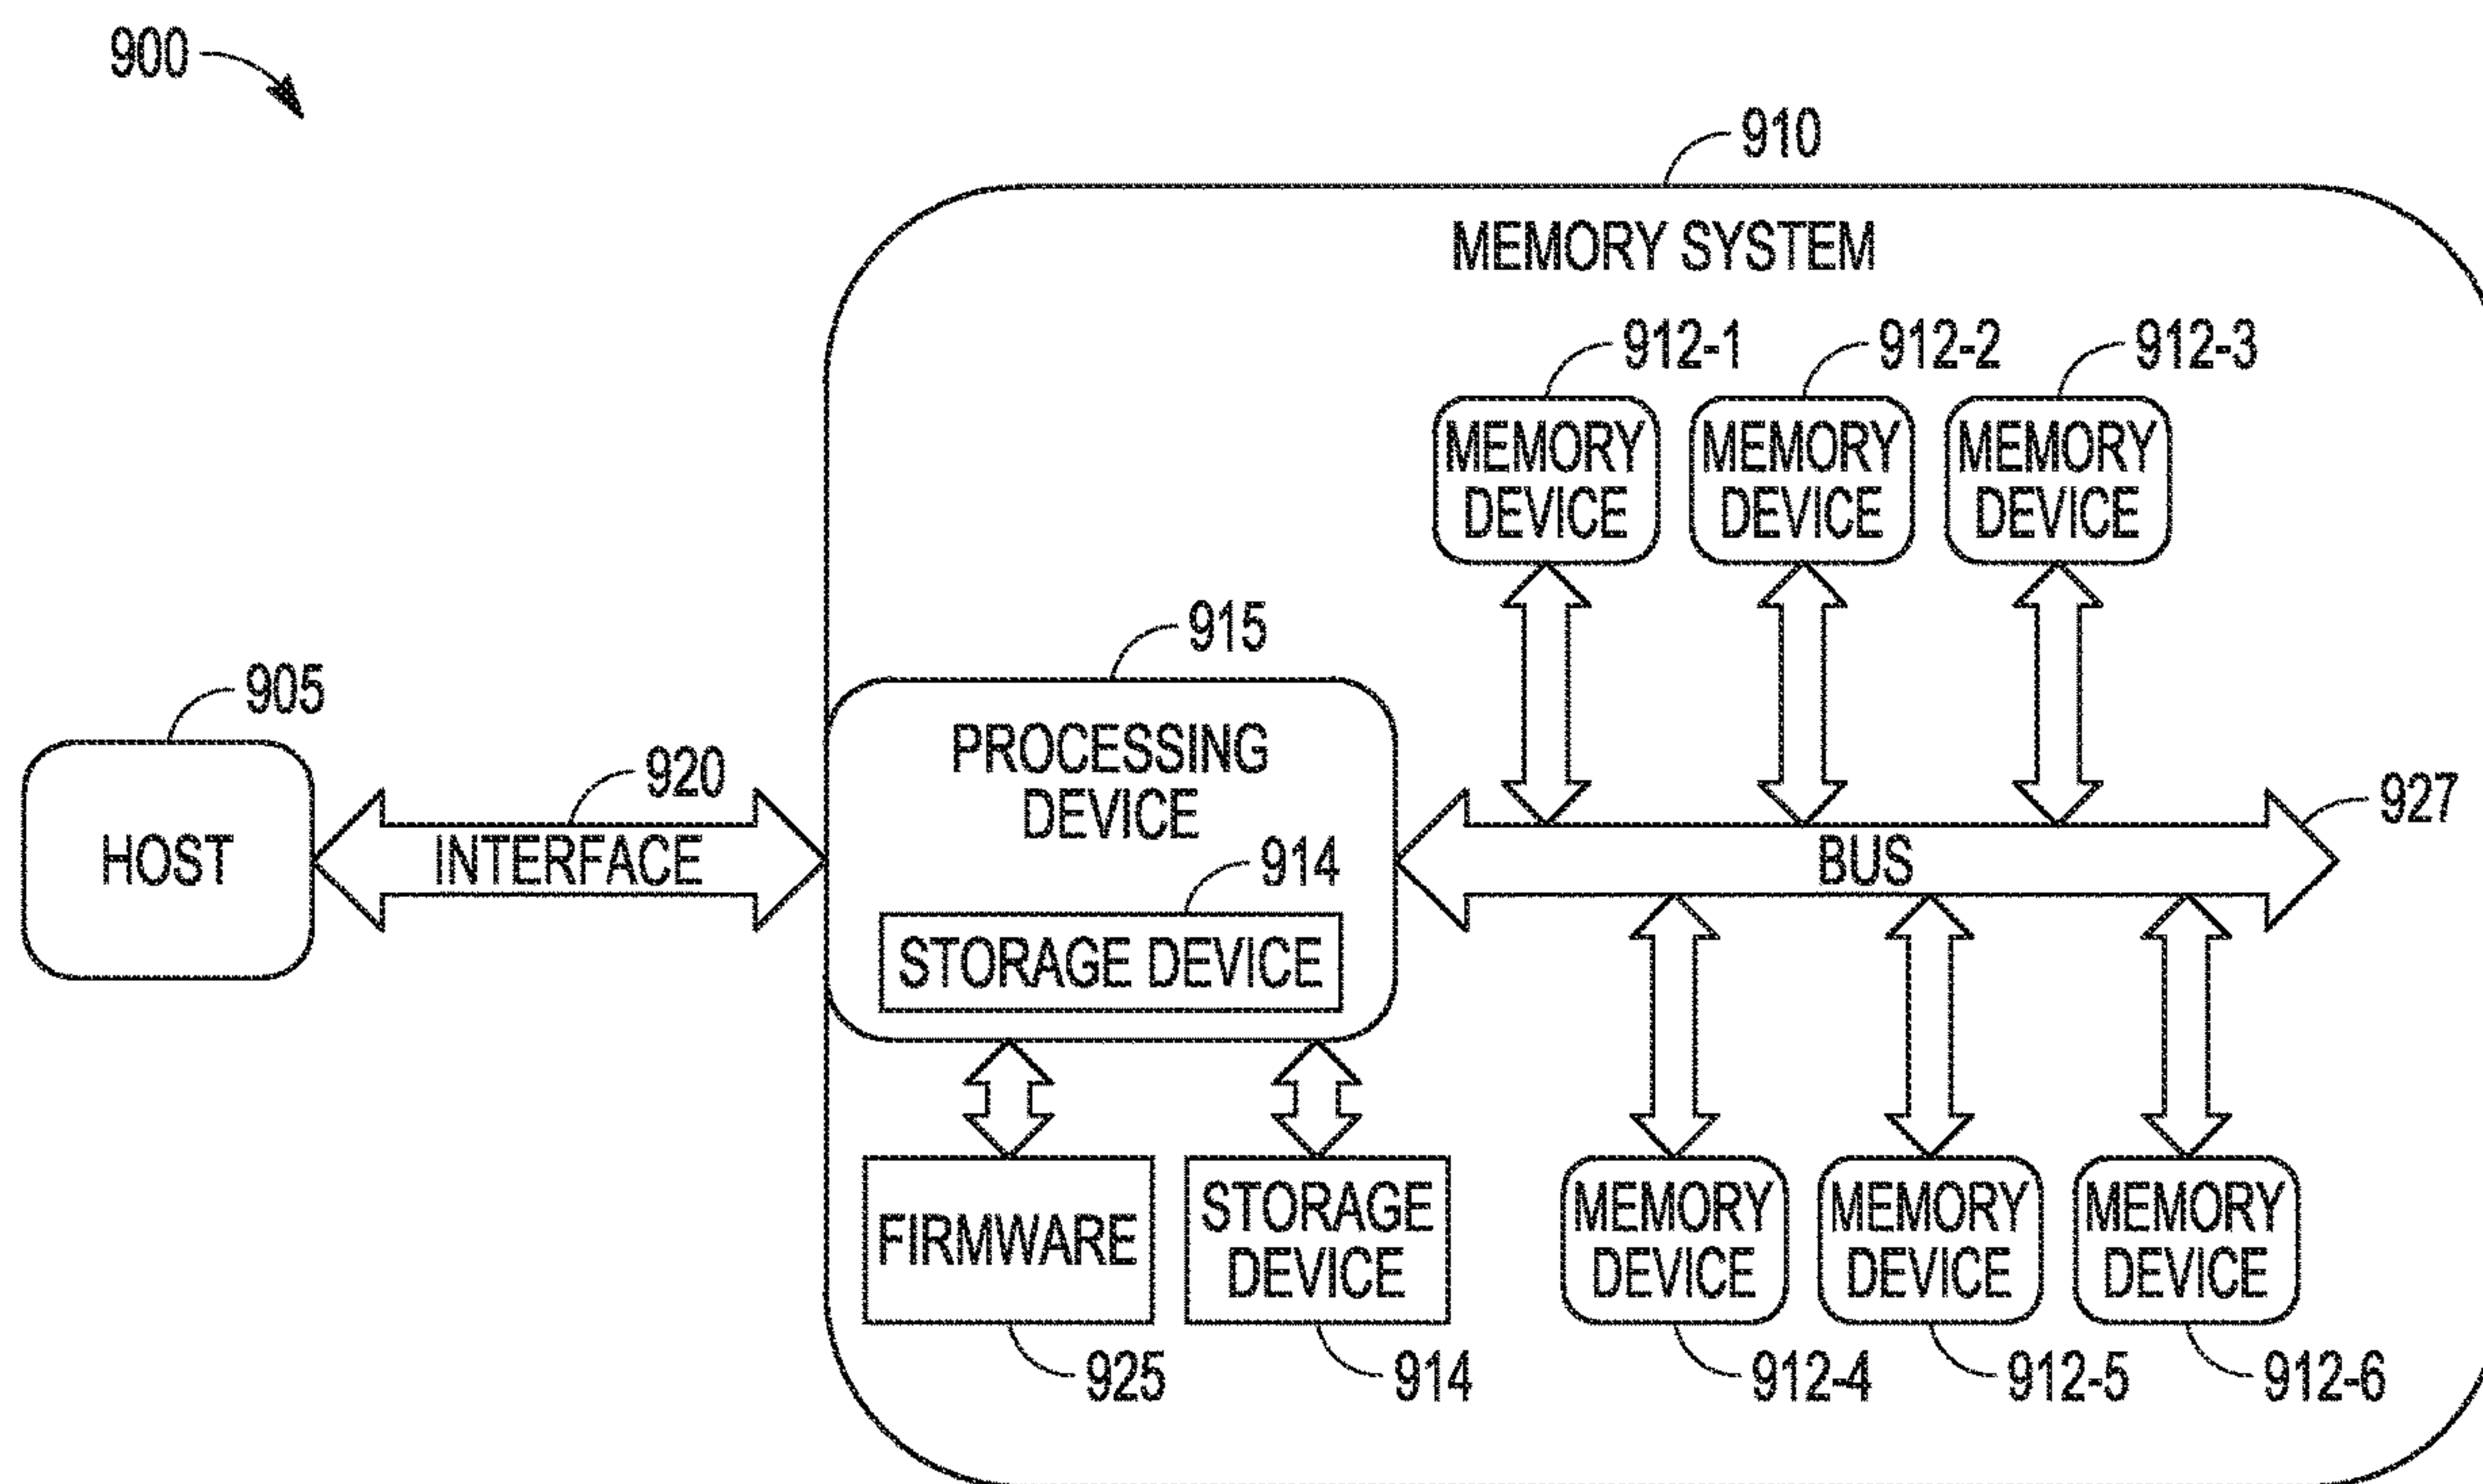 900
910
MEMORY SYSTEM
912-1
912-2
912-3
MEMORY
DEVICE
MEMORY
DEVICE
MEMORY
DEVICE
915
905
PROCESSING
DEVICE
920
927
HOST
INTERFACE
914
BUS
STORAGE DEVICE
FIRMWARE
STORAGE
DEVICE
MEMORY
DEVICE
MEMORY
DEVICE
MEMORY
DEVICE
925
914
912-4
912-5
912-6